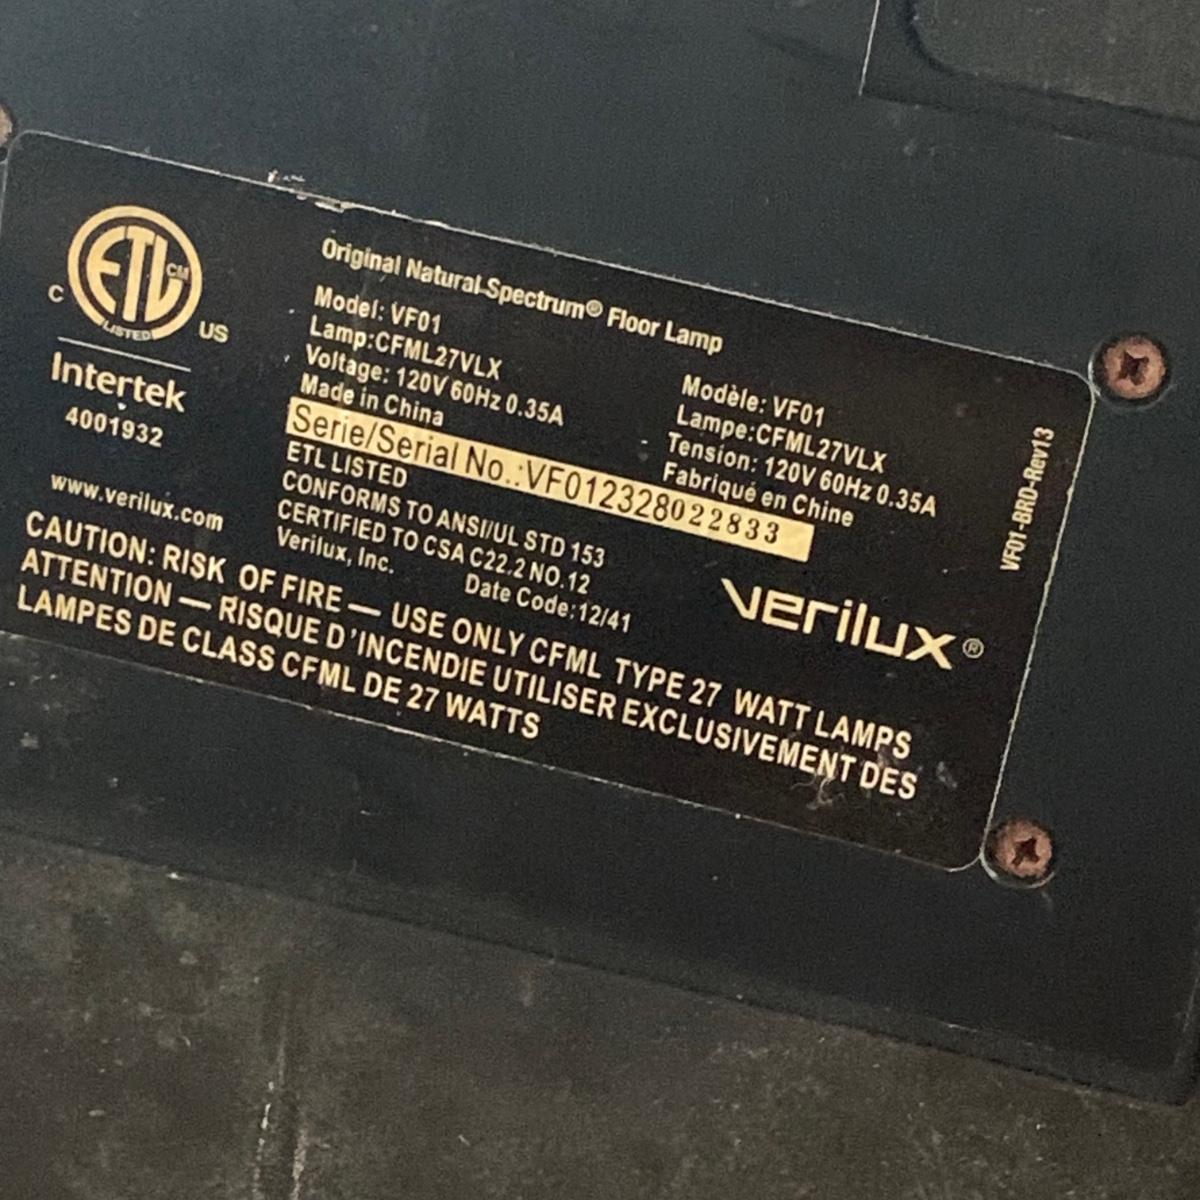 ETL CM
LISTED
C US
Intertek
4001932
www.verilux.com
Original Natural Spectrum® Floor Lamp
Model: VF01
Lamp:CFML27VLX
Voltage: 120V 60Hz 0.35A
Made in China
Modèle: VF01
Lampe:CFML27VLX
Tension: 120V 60Hz 0.35A
Fabriqué en Chine
Serie/Serial No.:VF012328022833
ETL LISTED
CONFORMS TO ANSI/UL STD 153
CERTIFIED TO CSA C22.2 NO.12
Verilux, Inc. Date Code:12/41
verilux®
VF01-BRD-Rev13
CAUTION: RISK OF FIRE — USE ONLY CFML TYPE 27 WATT LAMPS
ATTENTION — RISQUE D'INCENDIE UTILISER EXCLUSIVEMENT DES
LAMPES DE CLASS CFML DE 27 WATTS